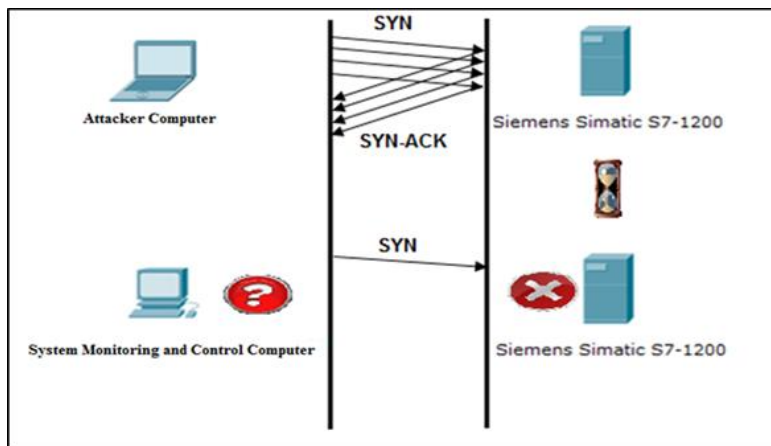 SYN
Attacker Computer
Siemens Simatic S7-1200
SYN-ACK
SYN
?
System Monitoring and Control Computer
Siemens Simatic S7-1200